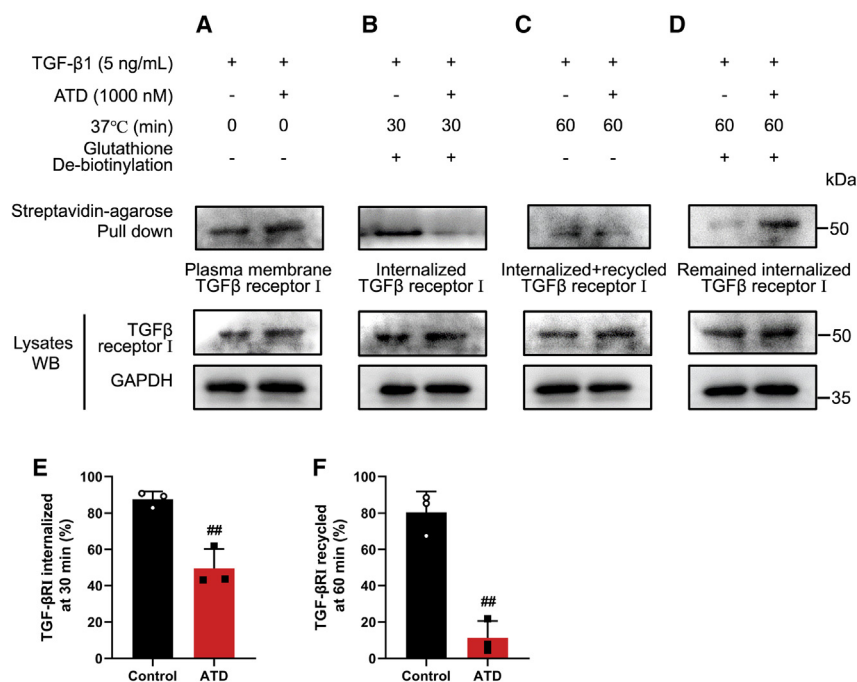 A B C D
TGF-β1 (5 ng/mL) + + + + + + + +
ATD (1000 nM) - + - + - + - +
37℃ (min) 0 0 30 30 60 60 60 60
Glutathione
De-biotinylation - - + + - - + +
kDa
Streptavidin-agarose
Pull down
50
Plasma membrane
TGFβ receptor I
Internalized
TGFβ receptor I
Internalized+recycled
TGFβ receptor I
Remained internalized
TGFβ receptor I
Lysates
WB
TGFβ
receptor I
50
GAPDH
35
E
TGF-βRI internalized
at 30 min (%)
100
80
60
40
20
0
##
Control ATD
F
TGF-βRI recycled
at 60 min (%)
100
80
60
40
20
0
##
Control ATD